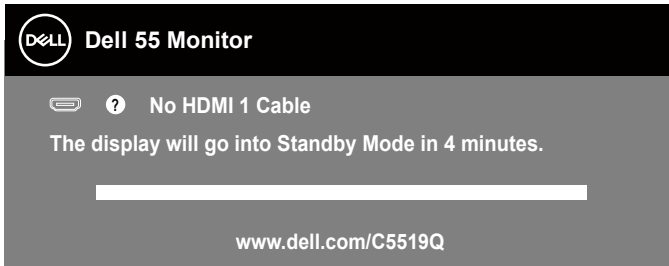 DELL Dell 55 Monitor
? No HDMI 1 Cable
The display will go into Standby Mode in 4 minutes.
www.dell.com/C5519Q